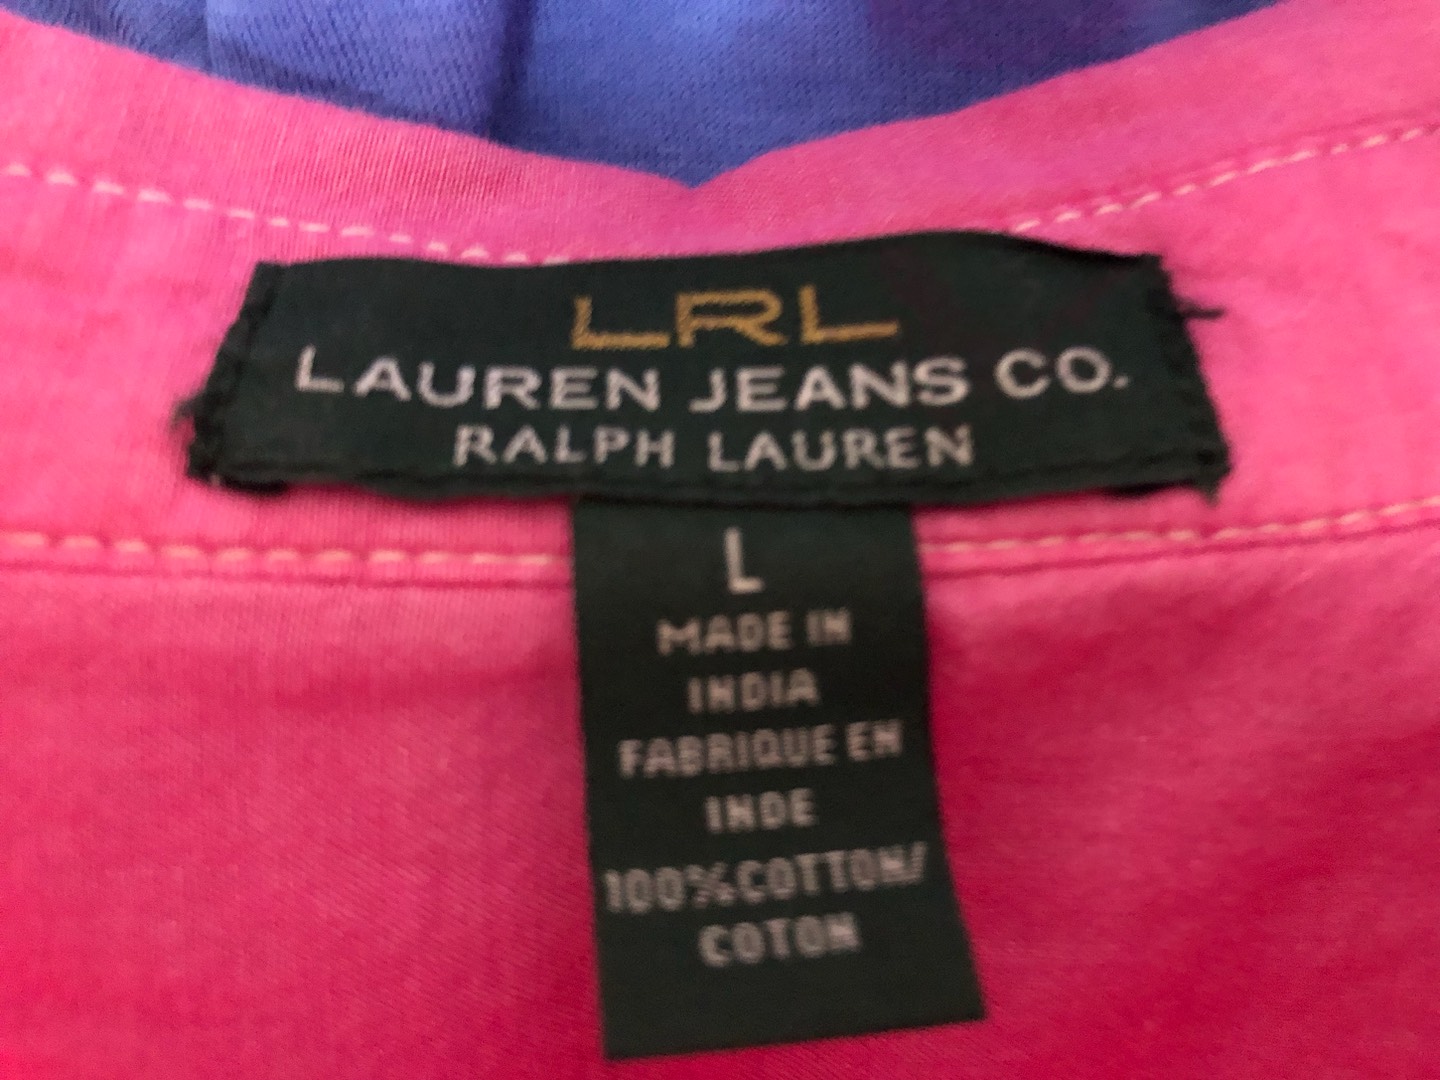 LRL
LAUREN JEANS CO.
RALPH LAUREN
L
MADE IN
INDIA
FABRIQUE EN
INDE
100%COTTON/
COTON